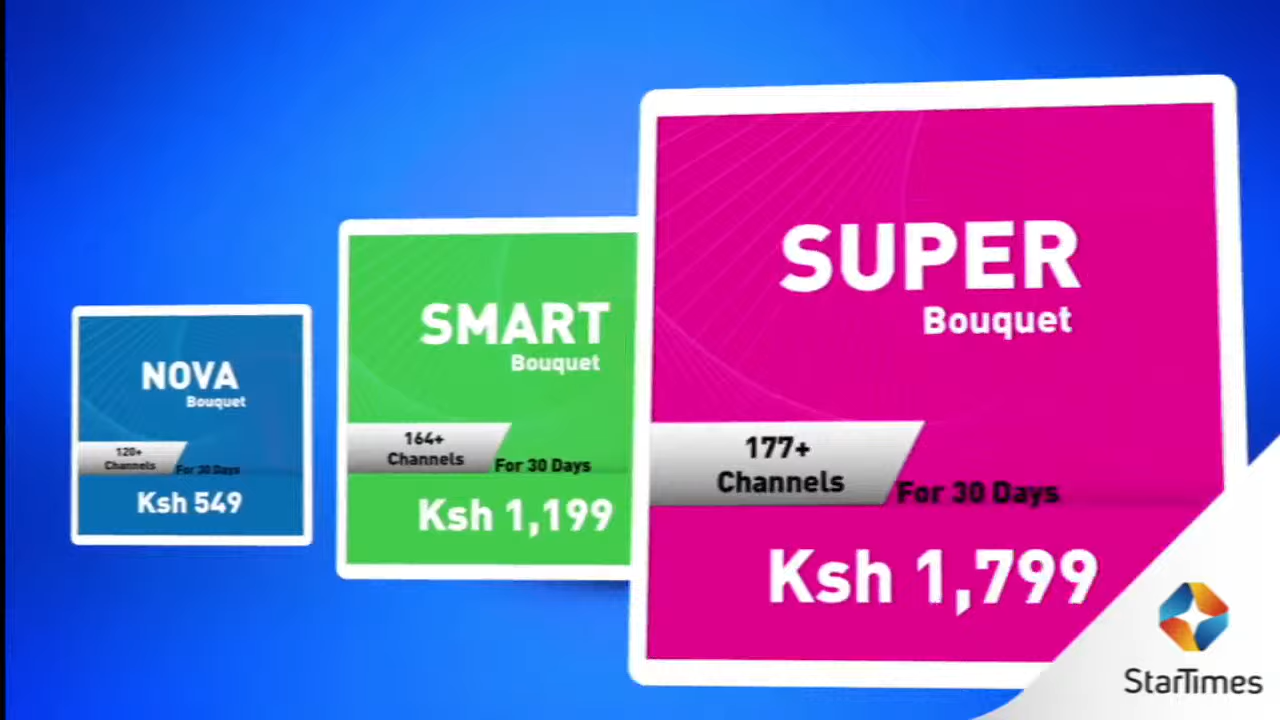 NOVA
Bouquet
120+
Channels
For 30 Days
Ksh 549
SMART
Bouquet
164+
Channels
For 30 Days
Ksh 1,199
SUPER
Bouquet
177+
Channels
For 30 Days
Ksh 1,799
StarTimes